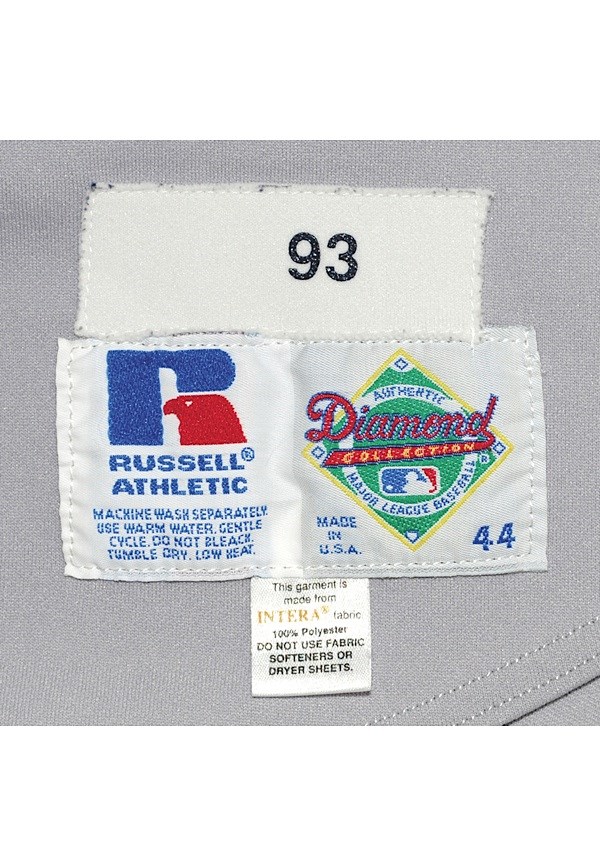 93
RUSSELL®
ATHLETIC
MACHINE WASH SEPARATELY.
USE WARM WATER. GENTLE
CYCLE. DO NOT BLEACH.
TUMBLE DRY. LOW HEAT.
AUTHENTIC
Diamond
COLLECTION®
MAJOR LEAGUE BASEBALL
MADE
IN
U.S.A.
44
This garment is
made from
INTERA® fabric
100% Polyester
DO NOT USE FABRIC
SOFTENERS OR
DRYER SHEETS.